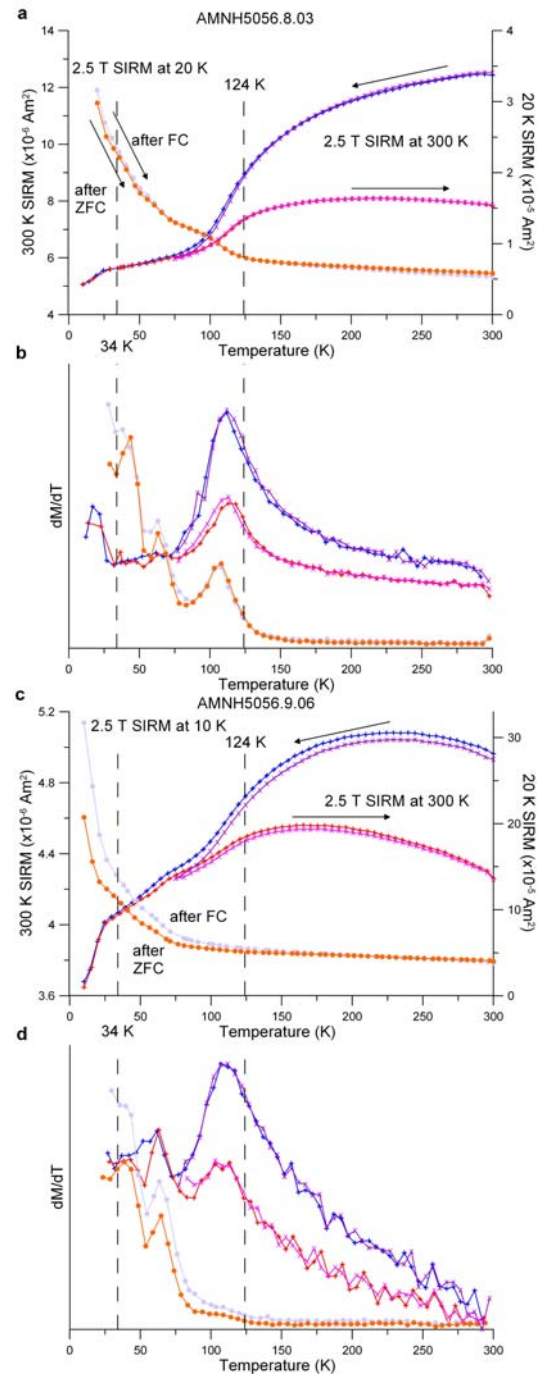 a
AMNH5056.8.03
14
12
10
8
6
4
300 K SIRM (x10⁻⁶ Am²)
2.5 T SIRM at 20 K
124 K
after FC
after ZFC
2.5 T SIRM at 300 K
4
3
2
1
0
20 K SIRM (x10⁻⁵ Am²)
0 50 100 150 200 250 300
Temperature (K)
b
34 K
dM/dT
0 50 100 150 200 250 300
Temperature (K)
c
AMNH5056.9.06
5.2
4.8
4.4
4
3.6
300 K SIRM (x10⁻⁶ Am²)
2.5 T SIRM at 10 K
124 K
2.5 T SIRM at 300 K
after FC
after ZFC
30
20
10
0
20 K SIRM (x10⁻⁵ Am²)
0 50 100 150 200 250 300
Temperature (K)
d
34 K
dM/dT
0 50 100 150 200 250 300
Temperature (K)